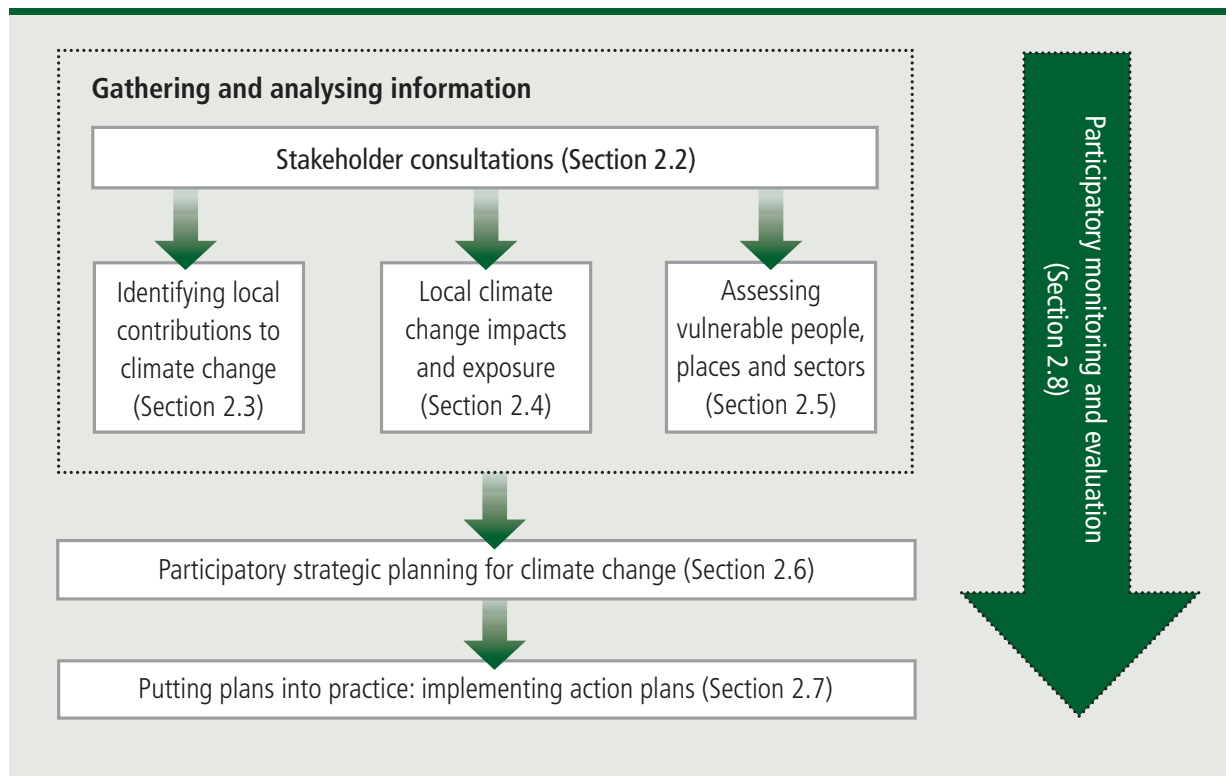 Gathering and analysing information
Stakeholder consultations (Section 2.2)
Identifying local
contributions to
climate change
(Section 2.3)
Local climate
change impacts
and exposure
(Section 2.4)
Assessing
vulnerable people,
places and sectors
(Section 2.5)
Participatory strategic planning for climate change (Section 2.6)
Putting plans into practice: implementing action plans (Section 2.7)
Participatory monitoring and evaluation
(Section 2.8)